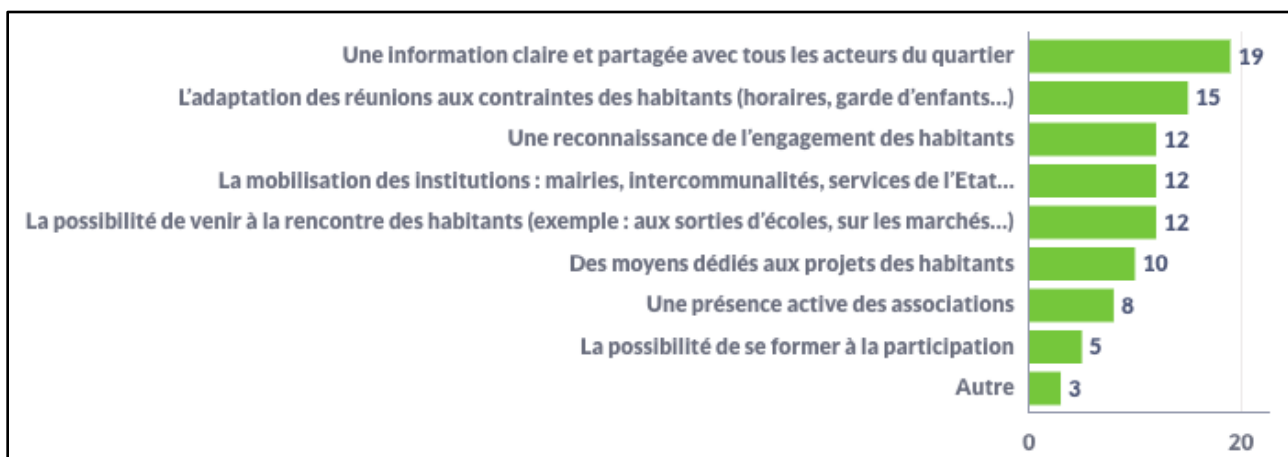 Une information claire et partagée avec tous les acteurs du quartier 19
L'adaptation des réunions aux contraintes des habitants (horaires, garde d'enfants...) 15
Une reconnaissance de l'engagement des habitants 12
La mobilisation des institutions : mairies, intercommunalités, services de l'Etat... 12
La possibilité de venir à la rencontre des habitants (exemple : aux sorties d'écoles, sur les marchés...) 12
Des moyens dédiés aux projets des habitants 10
Une présence active des associations 8
La possibilité de se former à la participation 5
Autre 3
0 20